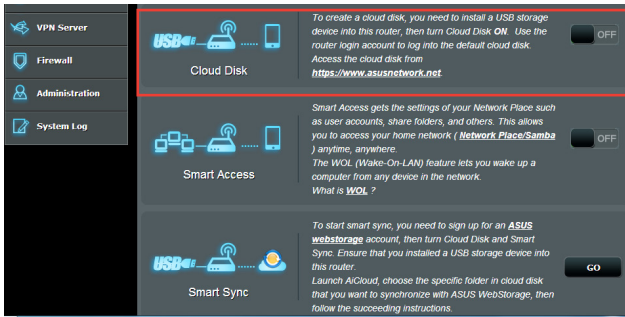 VPN Server
Firewall
Administration
System Log
USB
Cloud Disk
To create a cloud disk, you need to install a USB storage
device into this router, then turn Cloud Disk ON. Use the
router login account to log into the default cloud disk.
Access the cloud disk from
https://www.asusnetwork.net.
OFF
Smart Access
Smart Access gets the settings of your Network Place such
as user accounts, share folders, and others. This allows
you to access your home network ( Network Place/Samba
) anytime, anywhere.
The WOL (Wake-On-LAN) feature lets you wake up a
computer from any device in the network.
What is WOL ?
OFF
USB
Smart Sync
To start smart sync, you need to sign up for an ASUS
webstorage account, then turn Cloud Disk and Smart
Sync. Ensure that you installed a USB storage device into
this router.
Launch AiCloud, choose the specific folder in cloud disk
that you want to synchronize with ASUS WebStorage, then
follow the succeeding instructions.
GO